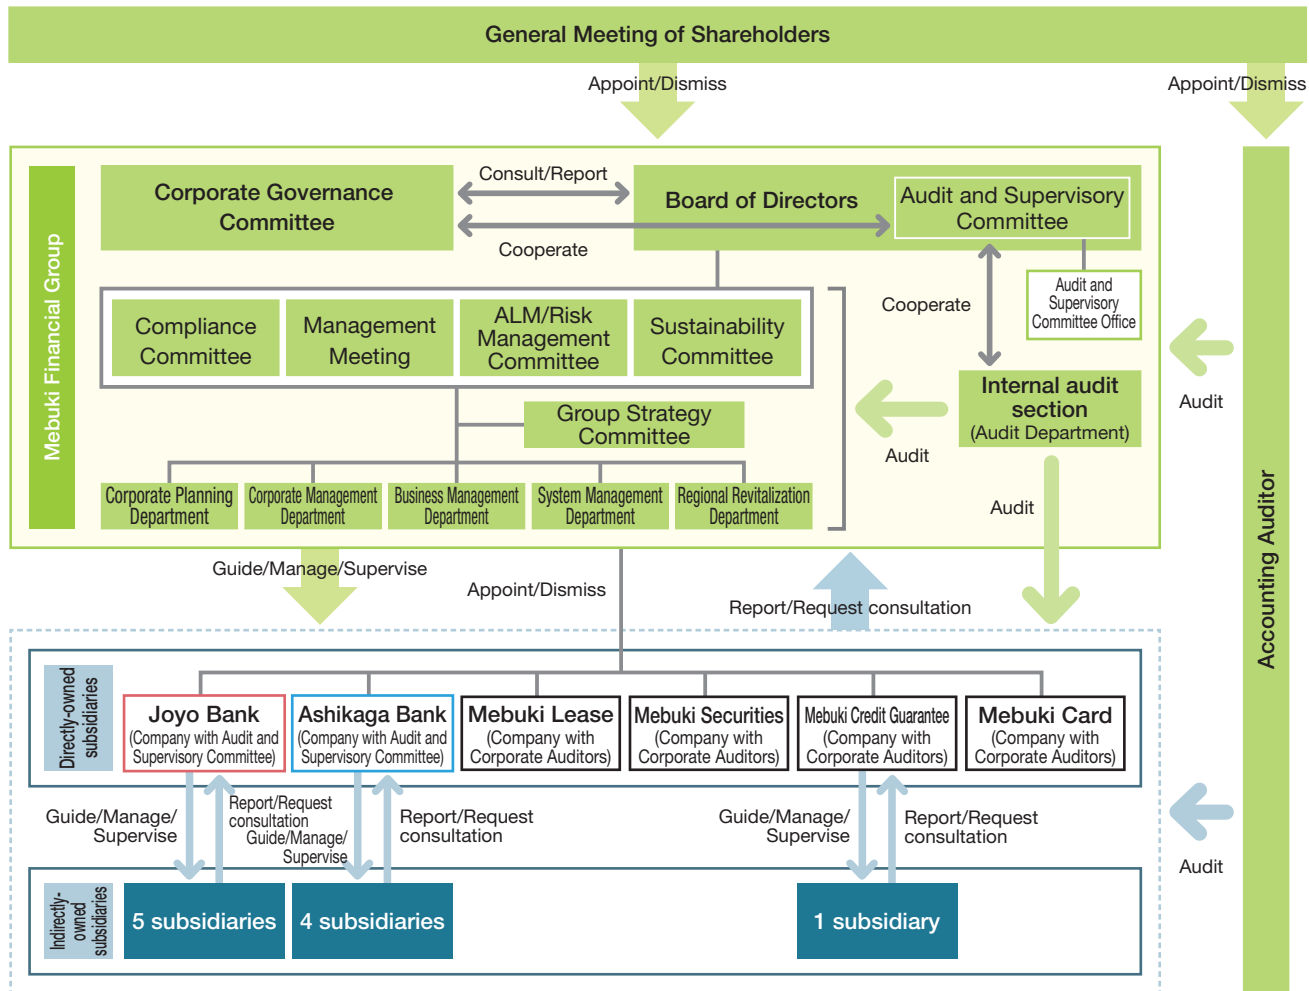 General Meeting of Shareholders
Appoint/Dismiss
Appoint/Dismiss
Mebuki Financial Group
Corporate Governance
Committee
Consult/Report
Cooperate
Board of Directors
Audit and Supervisory
Committee
Cooperate
Audit and
Supervisory
Committee Office
Compliance
Committee
Management
Meeting
ALM/Risk
Management
Committee
Sustainability
Committee
Internal audit
section
(Audit Department)
Audit
Audit
Audit
Group Strategy
Committee
Corporate Planning
Department
Corporate Management
Department
Business Management
Department
System Management
Department
Regional Revitalization
Department
Accounting Auditor
Guide/Manage/Supervise
Appoint/Dismiss
Report/Request consultation
Directly-owned
subsidiaries
Joyo Bank
(Company with Audit and
Supervisory Committee)
Ashikaga Bank
(Company with Audit and
Supervisory Committee)
Mebuki Lease
(Company with
Corporate Auditors)
Mebuki Securities
(Company with
Corporate Auditors)
Mebuki Credit Guarantee
(Company with
Corporate Auditors)
Mebuki Card
(Company with
Corporate Auditors)
Guide/Manage/
Supervise
Report/Request
consultation
Guide/Manage/
Supervise
Report/Request
consultation
Guide/Manage/
Supervise
Report/Request
consultation
Audit
Indirectly-
owned
subsidiaries
5 subsidiaries
4 subsidiaries
1 subsidiary